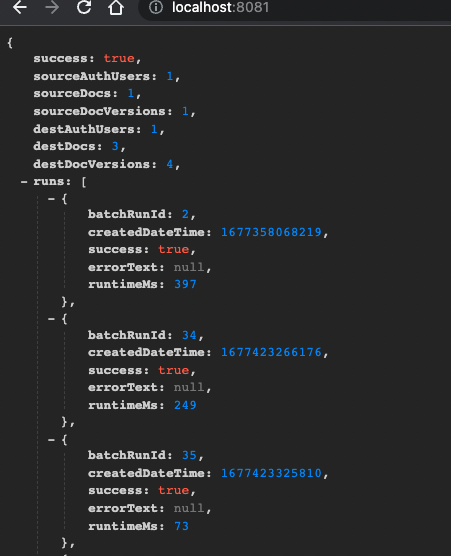 localhost:8081
{
success: true,
sourceAuthUsers: 1,
sourceDocs: 1,
sourceDocVersions: 1,
destAuthUsers: 1,
destDocs: 3,
destDocVersions: 4,
- runs: [
- {
batchRunId: 2,
createdDateTime: 1677358068219,
success: true,
errorText: null,
runtimeMs: 397
},
- {
batchRunId: 34,
createdDateTime: 1677423266176,
success: true,
errorText: null,
runtimeMs: 249
},
- {
batchRunId: 35,
createdDateTime: 1677423325810,
success: true,
errorText: null,
runtimeMs: 73
},